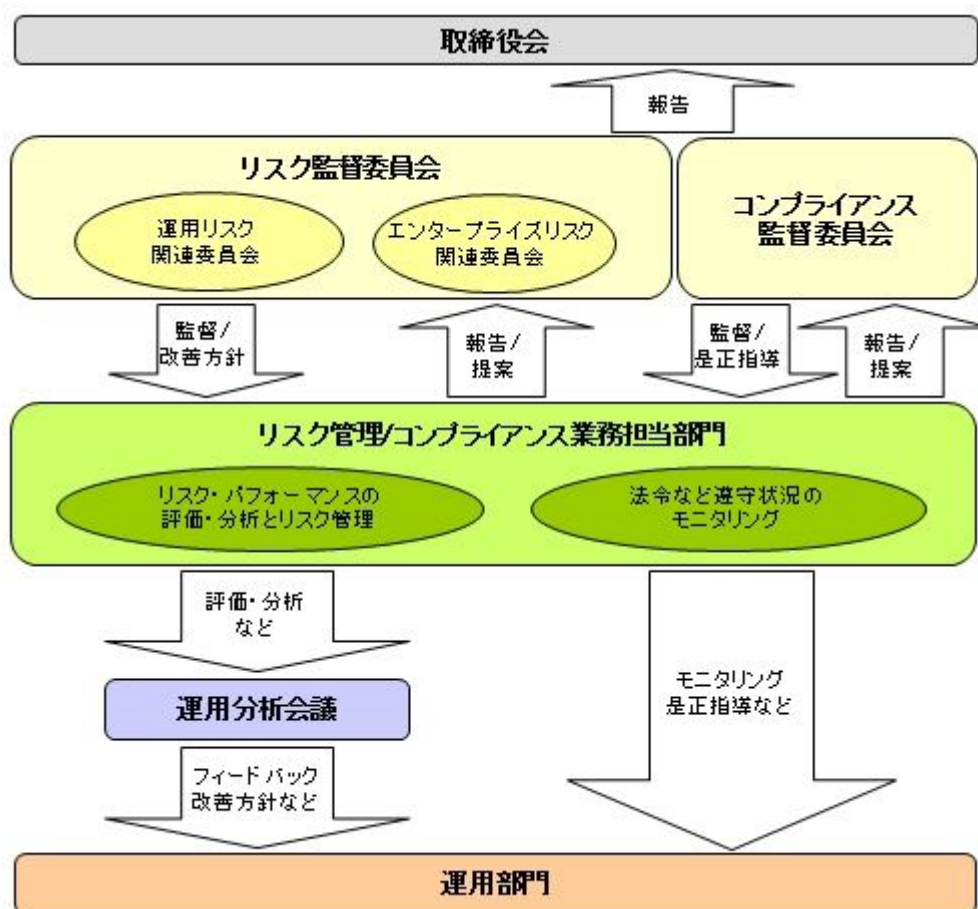 取締役会
報告
リスク監督委員会
運用リスク
関連委員会
エンタープライズリスク
関連委員会
コンプライアンス
監督委員会
監督/
改善方針
報告/
提案
監督/
是正指導
報告/
提案
リスク管理/コンプライアンス業務担当部門
リスク・パフォーマンスの
評価・分析とリスク管理
法令など遵守状況の
モニタリング
評価・分析
など
運用分析会議
モニタリング
是正指導など
フィードバック
改善方針など
運用部門